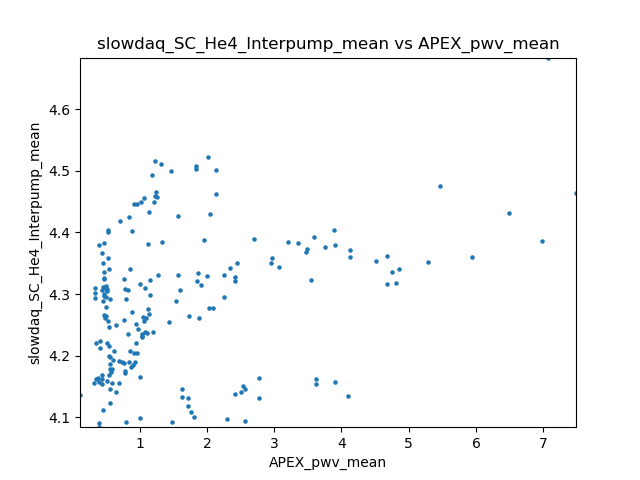 slowdaq_SC_He4_Interpump_mean vs APEX_pwv_mean
slowdaq_SC_He4_Interpump_mean
4.6
4.5
4.4
4.3
4.2
4.1
1 2 3 4 5 6 7
APEX_pwv_mean